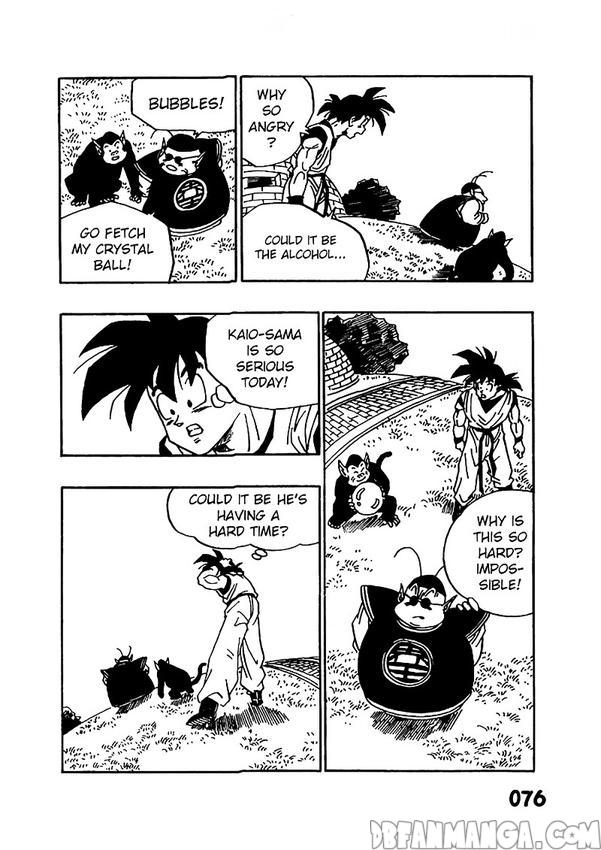 BUBBLES!
GO FETCH
MY CRYSTAL
BALL!
WHY
SO
ANGRY
?
COULD IT BE
THE ALCOHOL...
KAIO-SAMA
IS SO
SERIOUS
TODAY!
WHY IS
THIS SO
HARD?
IMPOS-
SIBLE!
COULD IT BE HE'S
HAVING A
HARD TIME?
076
DBFANMANGA.COM